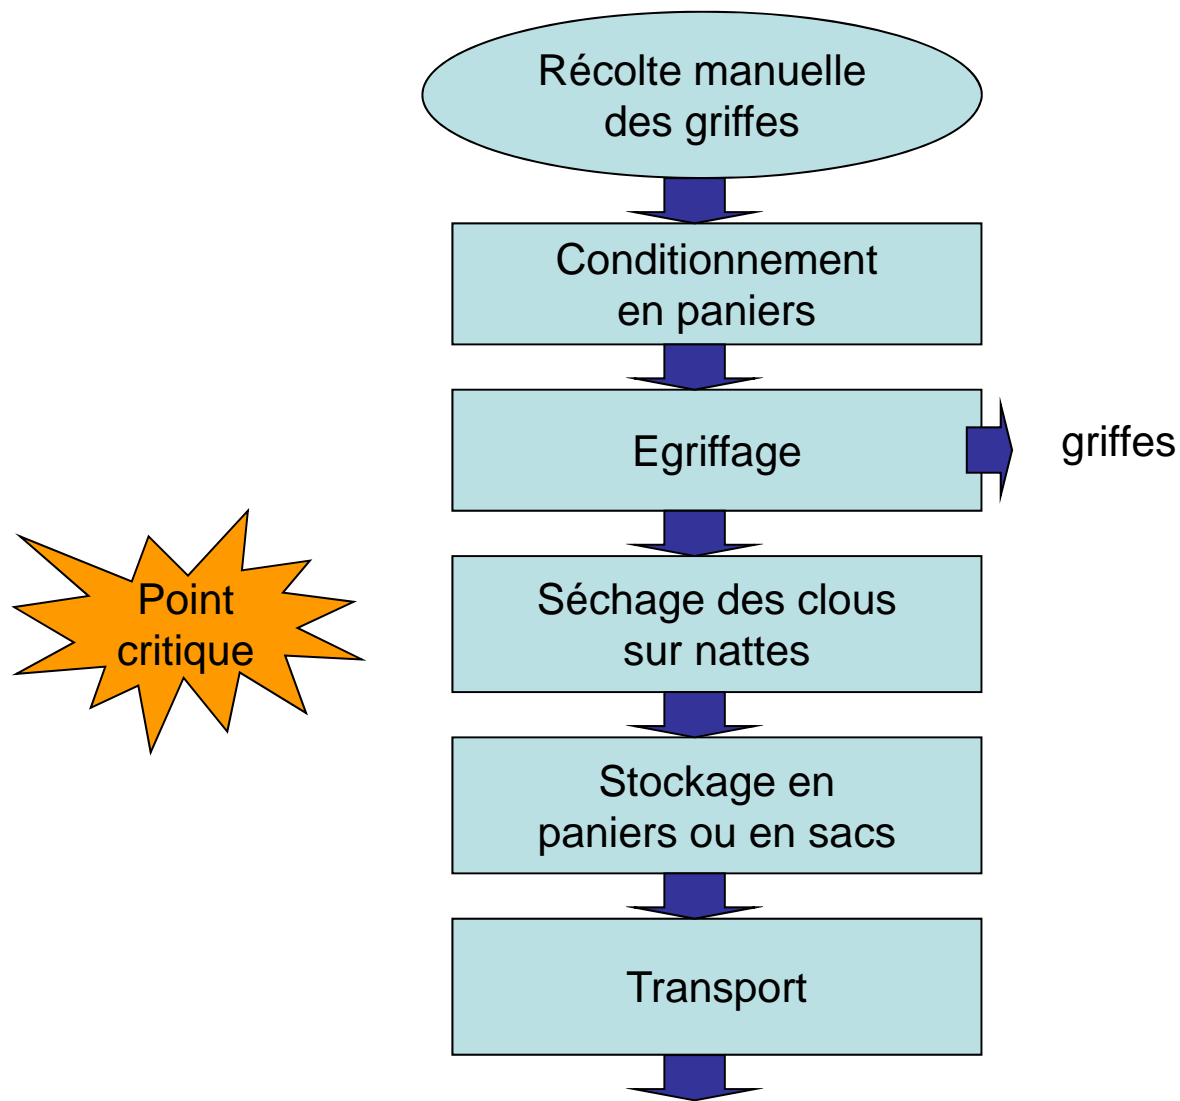 Récolte manuelle
des griffes
Conditionnement
en paniers
Egriffage
griffes
Point
critique
Séchage des clous
sur nattes
Stockage en
paniers ou en sacs
Transport